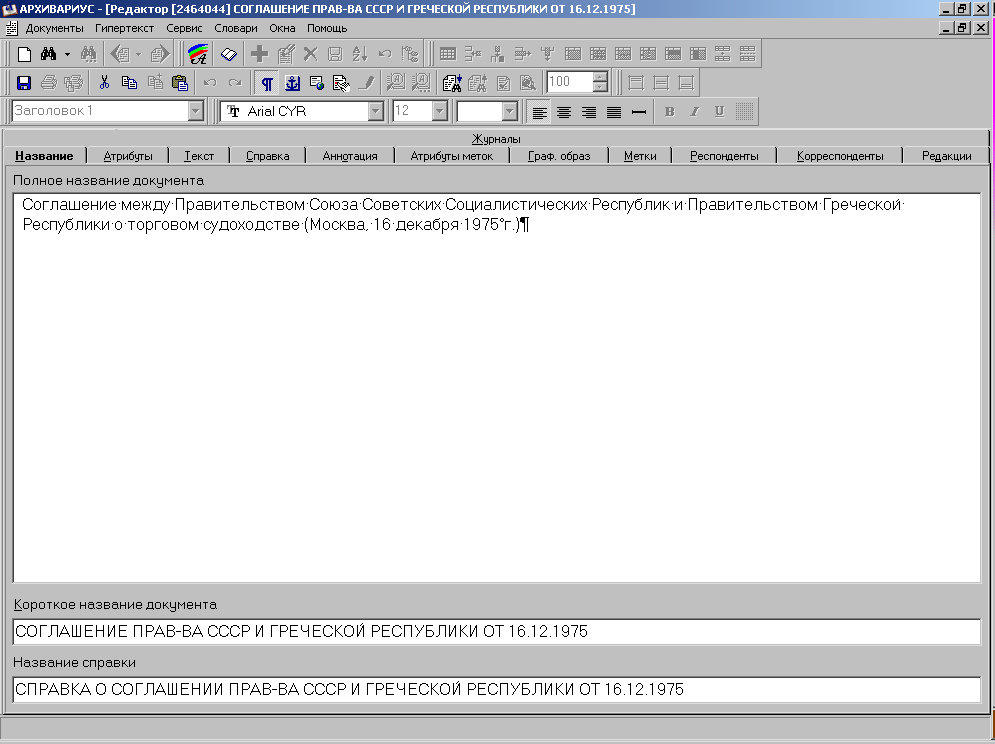 АРХИВАРИУС - [Редактор [2464044] СОГЛАШЕНИЕ ПРАВ-ВА СССР И ГРЕЧЕСКОЙ РЕСПУБЛИКИ ОТ 16.12.1975]
Документы Гипертекст Сервис Словари Окна Помощь
100
Заголовок 1 Arial CYR 12 B I U
Журналы
Название Атрибуты Текст Справка Аннотация Атрибуты меток Граф. образ Метки Респонденты Корреспонденты Редакции
Полное название документа
Соглашение·между·Правительством·Союза·Советских·Социалистических·Республик·и·Правительством·Греческой·
Республики·о·торговом·судоходстве·(Москва,·16·декабря·1975°г.)¶
Короткое название документа
СОГЛАШЕНИЕ ПРАВ-ВА СССР И ГРЕЧЕСКОЙ РЕСПУБЛИКИ ОТ 16.12.1975
Название справки
СПРАВКА О СОГЛАШЕНИИ ПРАВ-ВА СССР И ГРЕЧЕСКОЙ РЕСПУБЛИКИ ОТ 16.12.1975